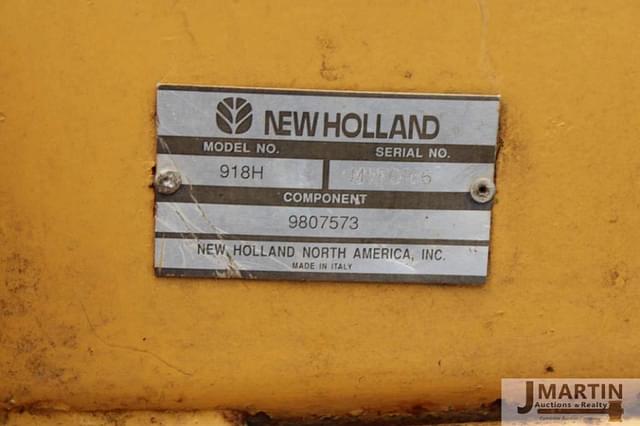 NEW HOLLAND
MODEL NO. SERIAL NO.
918H
COMPONENT
9807573
NEW HOLLAND NORTH AMERICA, INC.
MADE IN ITALY
J MARTIN
Auctions & Realty